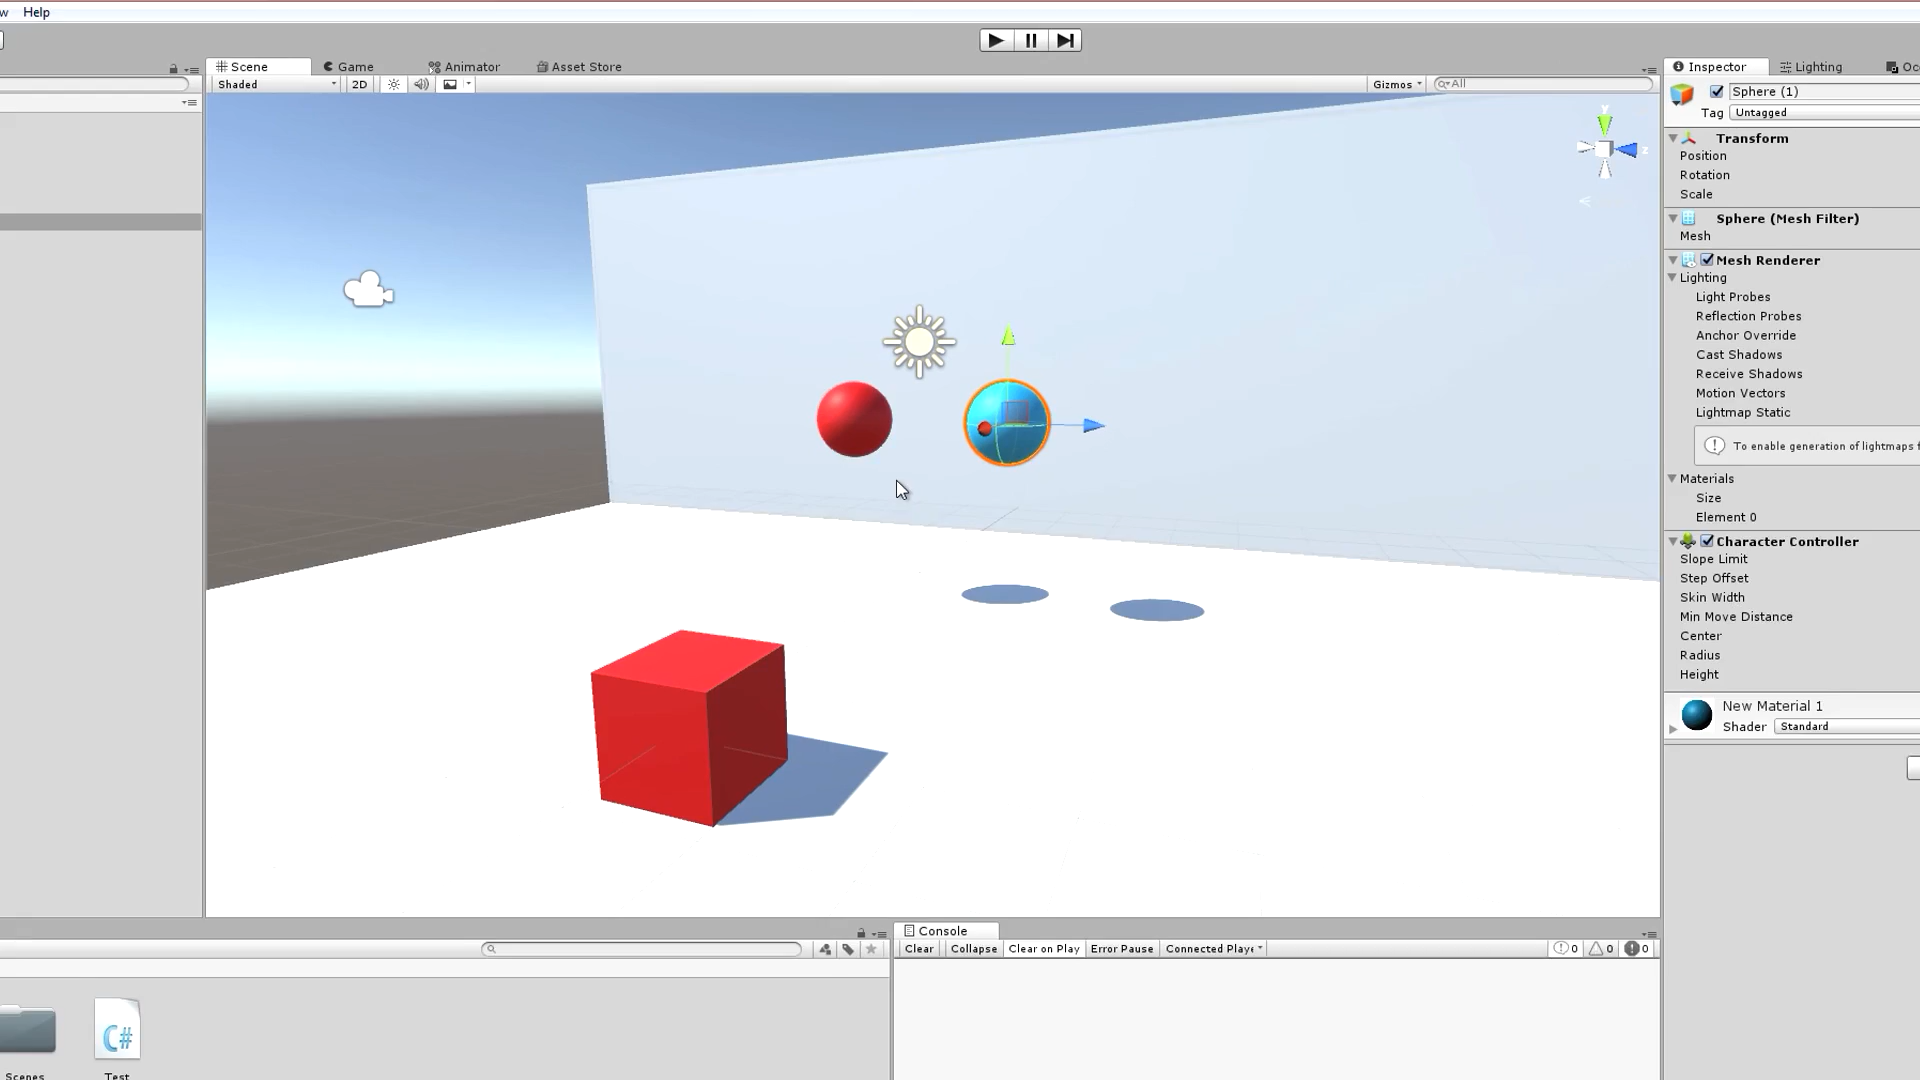 w Help
Scene Game Animator Asset Store
Shaded 2D Gizmos All
y
z
Inspector Lighting Oc
Sphere (1)
Tag Untagged
Transform
Position
Rotation
Scale
Sphere (Mesh Filter)
Mesh
Mesh Renderer
Lighting
Light Probes
Reflection Probes
Anchor Override
Cast Shadows
Receive Shadows
Motion Vectors
Lightmap Static
To enable generation of lightmaps f
Materials
Size
Element 0
Character Controller
Slope Limit
Step Offset
Skin Width
Min Move Distance
Center
Radius
Height
New Material 1
Shader Standard
Console
Clear Collapse Clear on Play Error Pause Connected Playe 0 0 0
C#
Scenes Test